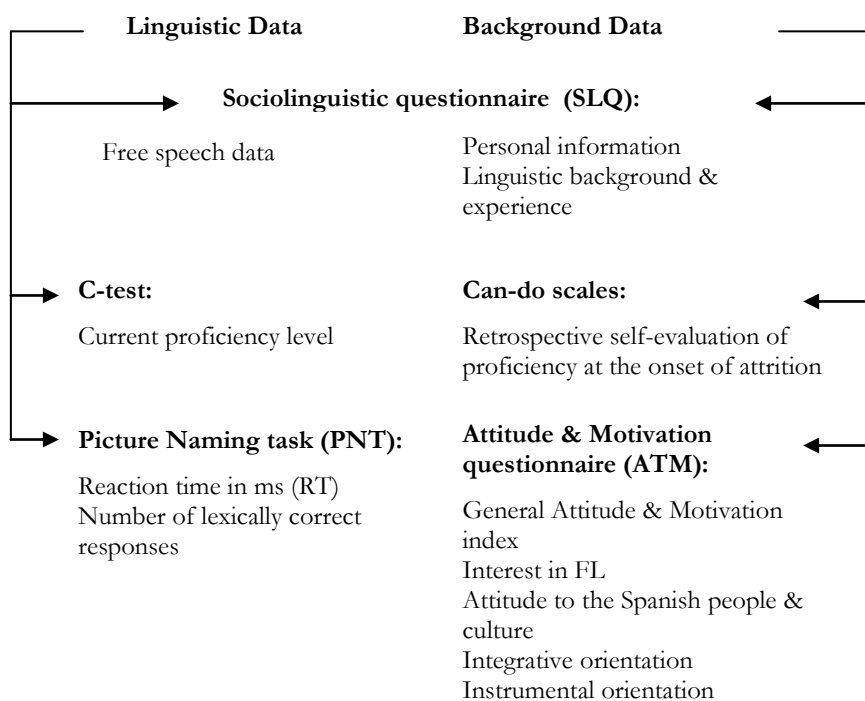 Linguistic Data
Background Data
Sociolinguistic questionnaire (SLQ):
Free speech data
Personal information
Linguistic background &
experience
C-test:
Current proficiency level
Can-do scales:
Retrospective self-evaluation of
proficiency at the onset of attrition
Picture Naming task (PNT):
Reaction time in ms (RT)
Number of lexically correct
responses
Attitude & Motivation
questionnaire (ATM):
General Attitude & Motivation
index
Interest in FL
Attitude to the Spanish people &
culture
Integrative orientation
Instrumental orientation